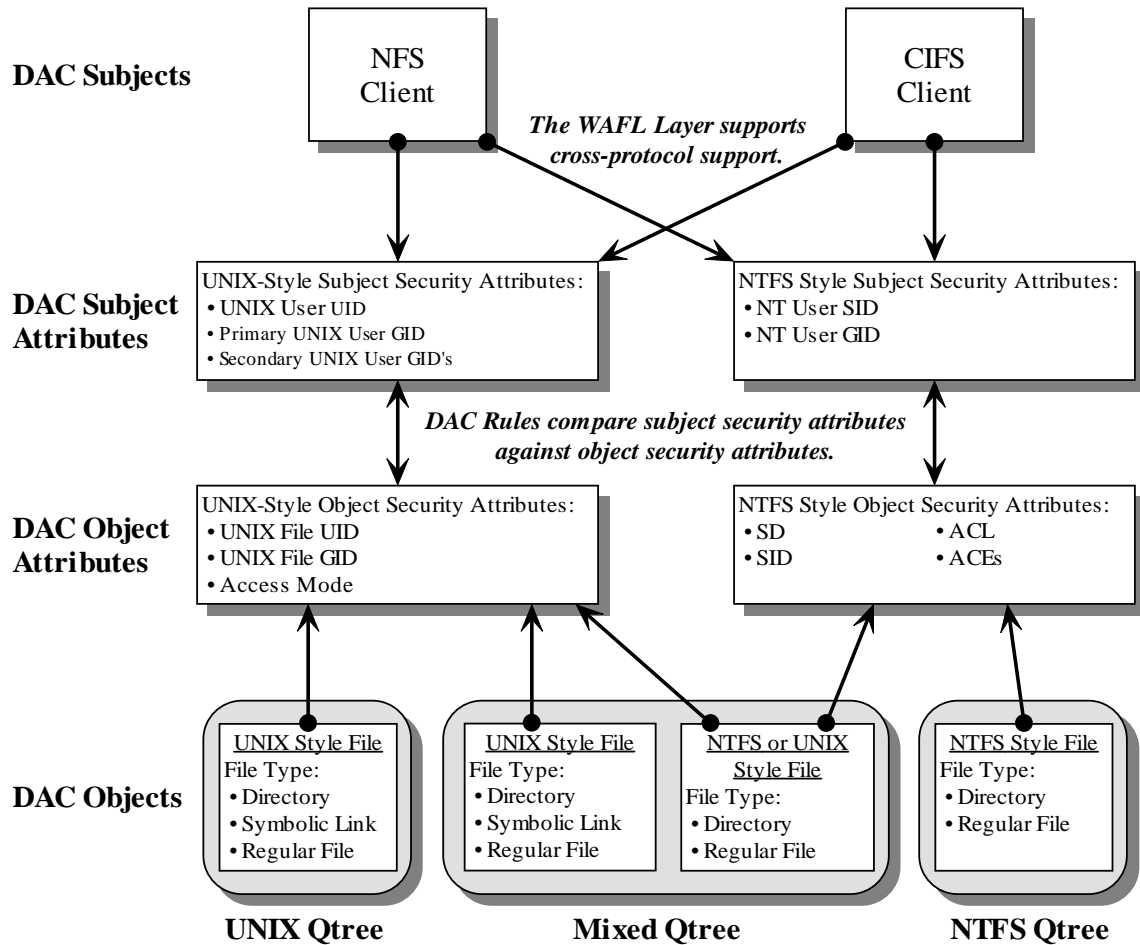 DAC Subjects
NFS
Client
CIFS
Client
The WAFL Layer supports
cross-protocol support.
DAC Subject
Attributes
UNIX-Style Subject Security Attributes:
• UNIX User UID
• Primary UNIX User GID
• Secondary UNIX User GID's
NTFS Style Subject Security Attributes:
• NT User SID
• NT User GID
DAC Rules compare subject security attributes
against object security attributes.
DAC Object
Attributes
UNIX-Style Object Security Attributes:
• UNIX File UID
• UNIX File GID
• Access Mode
NTFS Style Object Security Attributes:
• SD
• SID
• ACL
• ACEs
DAC Objects
UNIX Style File
File Type:
• Directory
• Symbolic Link
• Regular File
UNIX Style File
File Type:
• Directory
• Symbolic Link
• Regular File
NTFS or UNIX
Style File
File Type:
• Directory
• Regular File
NTFS Style File
File Type:
• Directory
• Regular File
UNIX Qtree
Mixed Qtree
NTFS Qtree